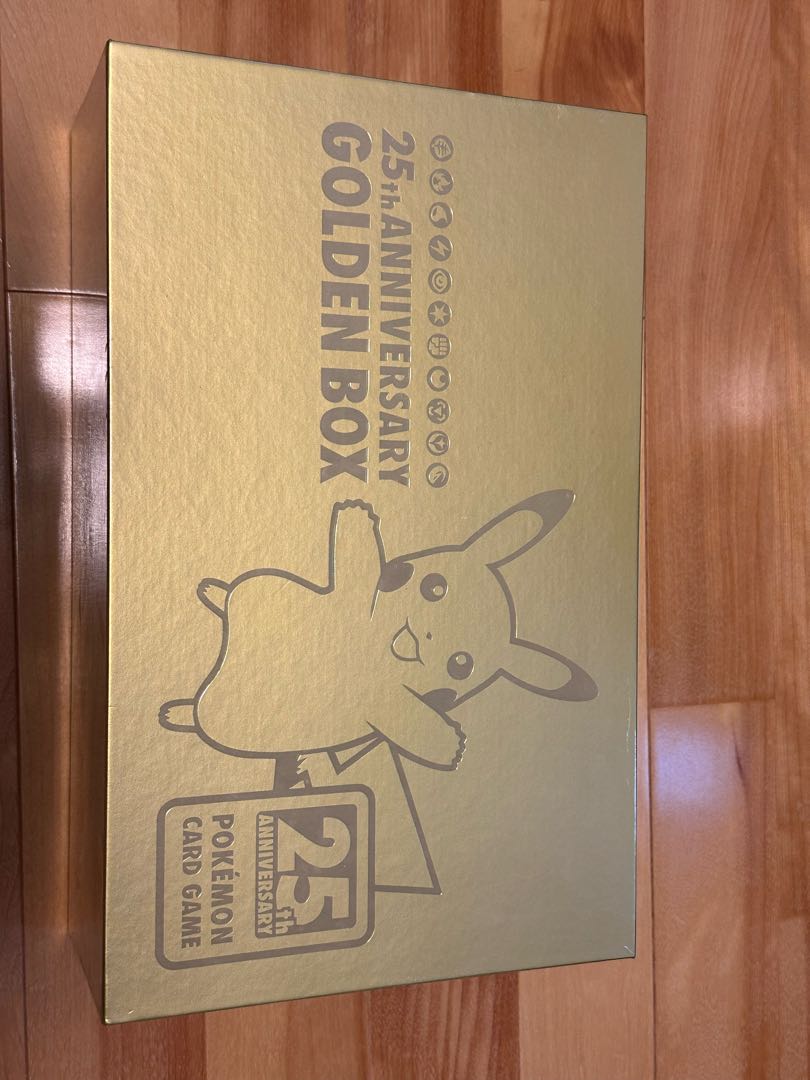 25th ANNIVERSARY
GOLDEN BOX
25th
ANNIVERSARY
POKÉMON
CARD GAME